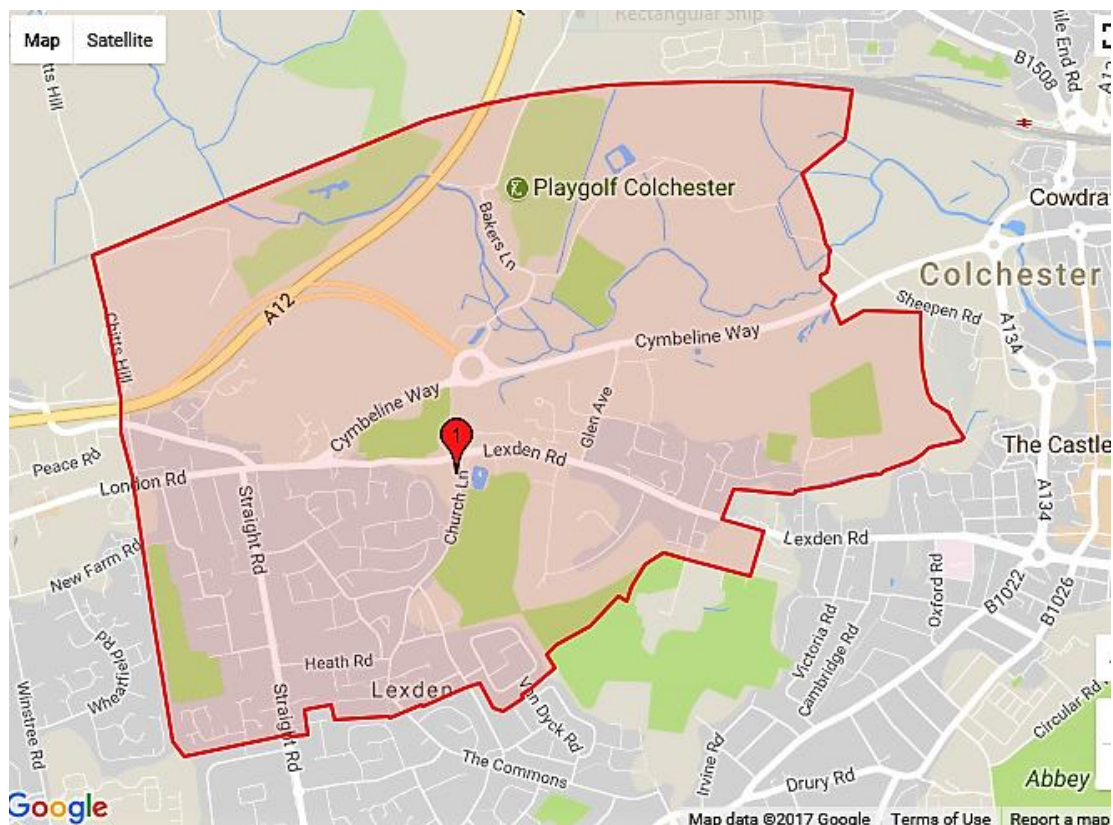 Map
Satellite
Rectangular Ship
B1508
A12
Playgolf Colchester
Bakers Ln
Cowdra
Colchester
Chitts Hill
A12
Cymbeline Way
Sheepen Rd
A134
Cymbeline Way
Glen Ave
1
Peace Rd
Lexden Rd
The Castle
London Rd
Church Ln
Straight Rd
A134
Lexden Rd
New Farm Rd
Oxford Rd
B1022
B1026
Victoria Rd
Cambridge Rd
Heath Rd
Lexden
Van Dyck Rd
Winstree Rd
Straight Rd
Circular Rd
The Commons
Irvine Rd
Drury Rd
Abbey
Google
Map data ©2017 Google
Terms of Use
Report a map